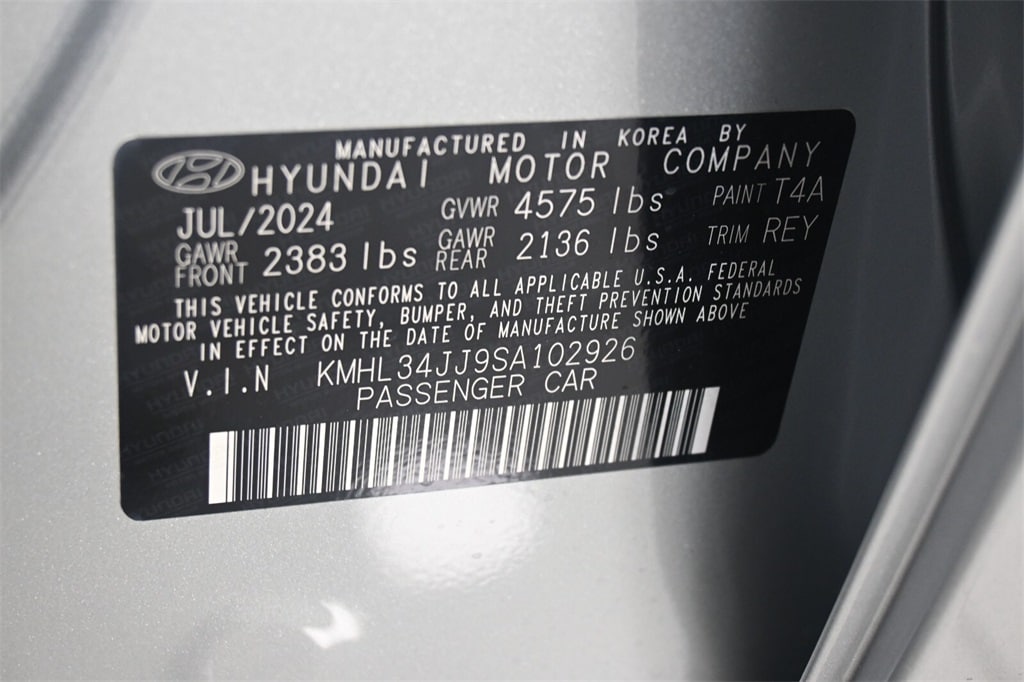 MANUFACTURED IN KOREA BY
HYUNDAI MOTOR COMPANY
JUL/2024 GVWR 4575 lbs PAINT T4A
GAWR FRONT 2383 lbs GAWR REAR 2136 lbs TRIM REY
THIS VEHICLE CONFORMS TO ALL APPLICABLE U.S.A. FEDERAL
MOTOR VEHICLE SAFETY, BUMPER, AND THEFT PREVENTION STANDARDS
IN EFFECT ON THE DATE OF MANUFACTURE SHOWN ABOVE
V.I.N KMHL34JJ9SA102926
PASSENGER CAR